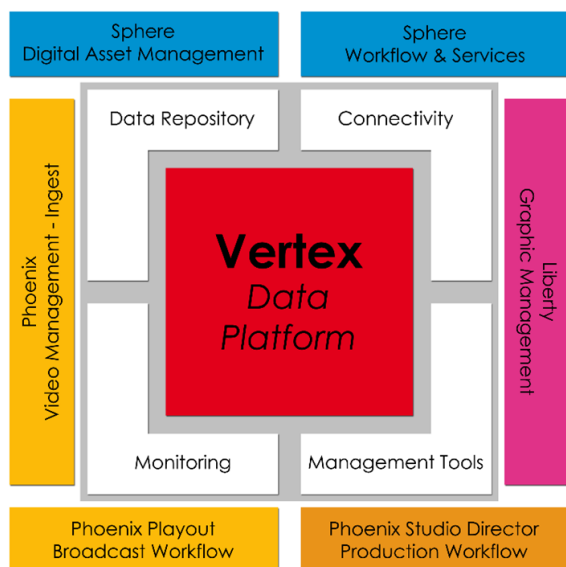 Sphere
Digital Asset Management
Sphere
Workflow & Services
Data Repository
Connectivity
Phoenix
Video Management - Ingest
Vertex
Data
Platform
Liberty
Graphic Management
Monitoring
Management Tools
Phoenix Playout
Broadcast Workflow
Phoenix Studio Director
Production Workflow